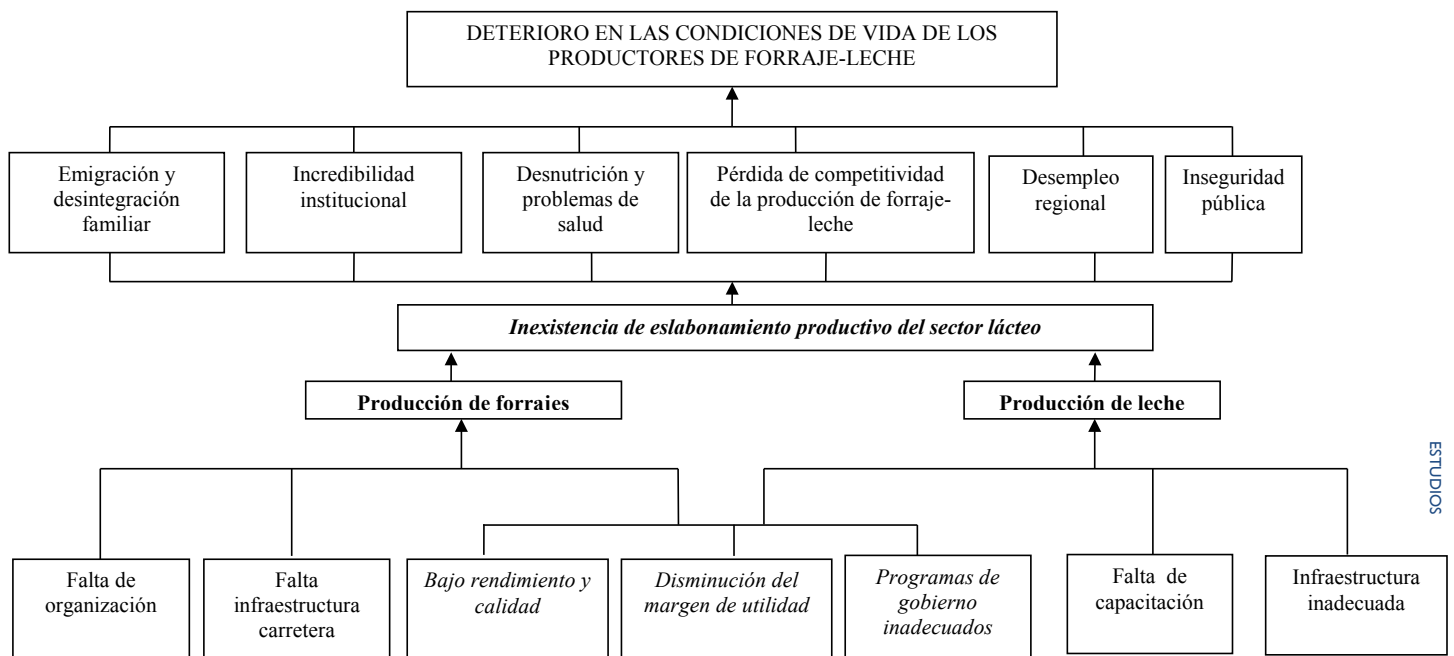 DETERIORO EN LAS CONDICIONES DE VIDA DE LOS
PRODUCTORES DE FORRAJE-LECHE
Emigración y
desintegración
familiar
Incredibilidad
institucional
Desnutrición y
problemas de
salud
Pérdida de competitividad
de la producción de forraje-
leche
Desempleo
regional
Inseguridad
pública
Inexistencia de eslabonamiento productivo del sector lácteo
Producción de forrajes
Producción de leche
Falta de
organización
Falta
infraestructura
carretera
Bajo rendimiento y
calidad
Disminución del
margen de utilidad
Programas de
gobierno
inadecuados
Falta de
capacitación
Infraestructura
inadecuada
ESTUDIOS